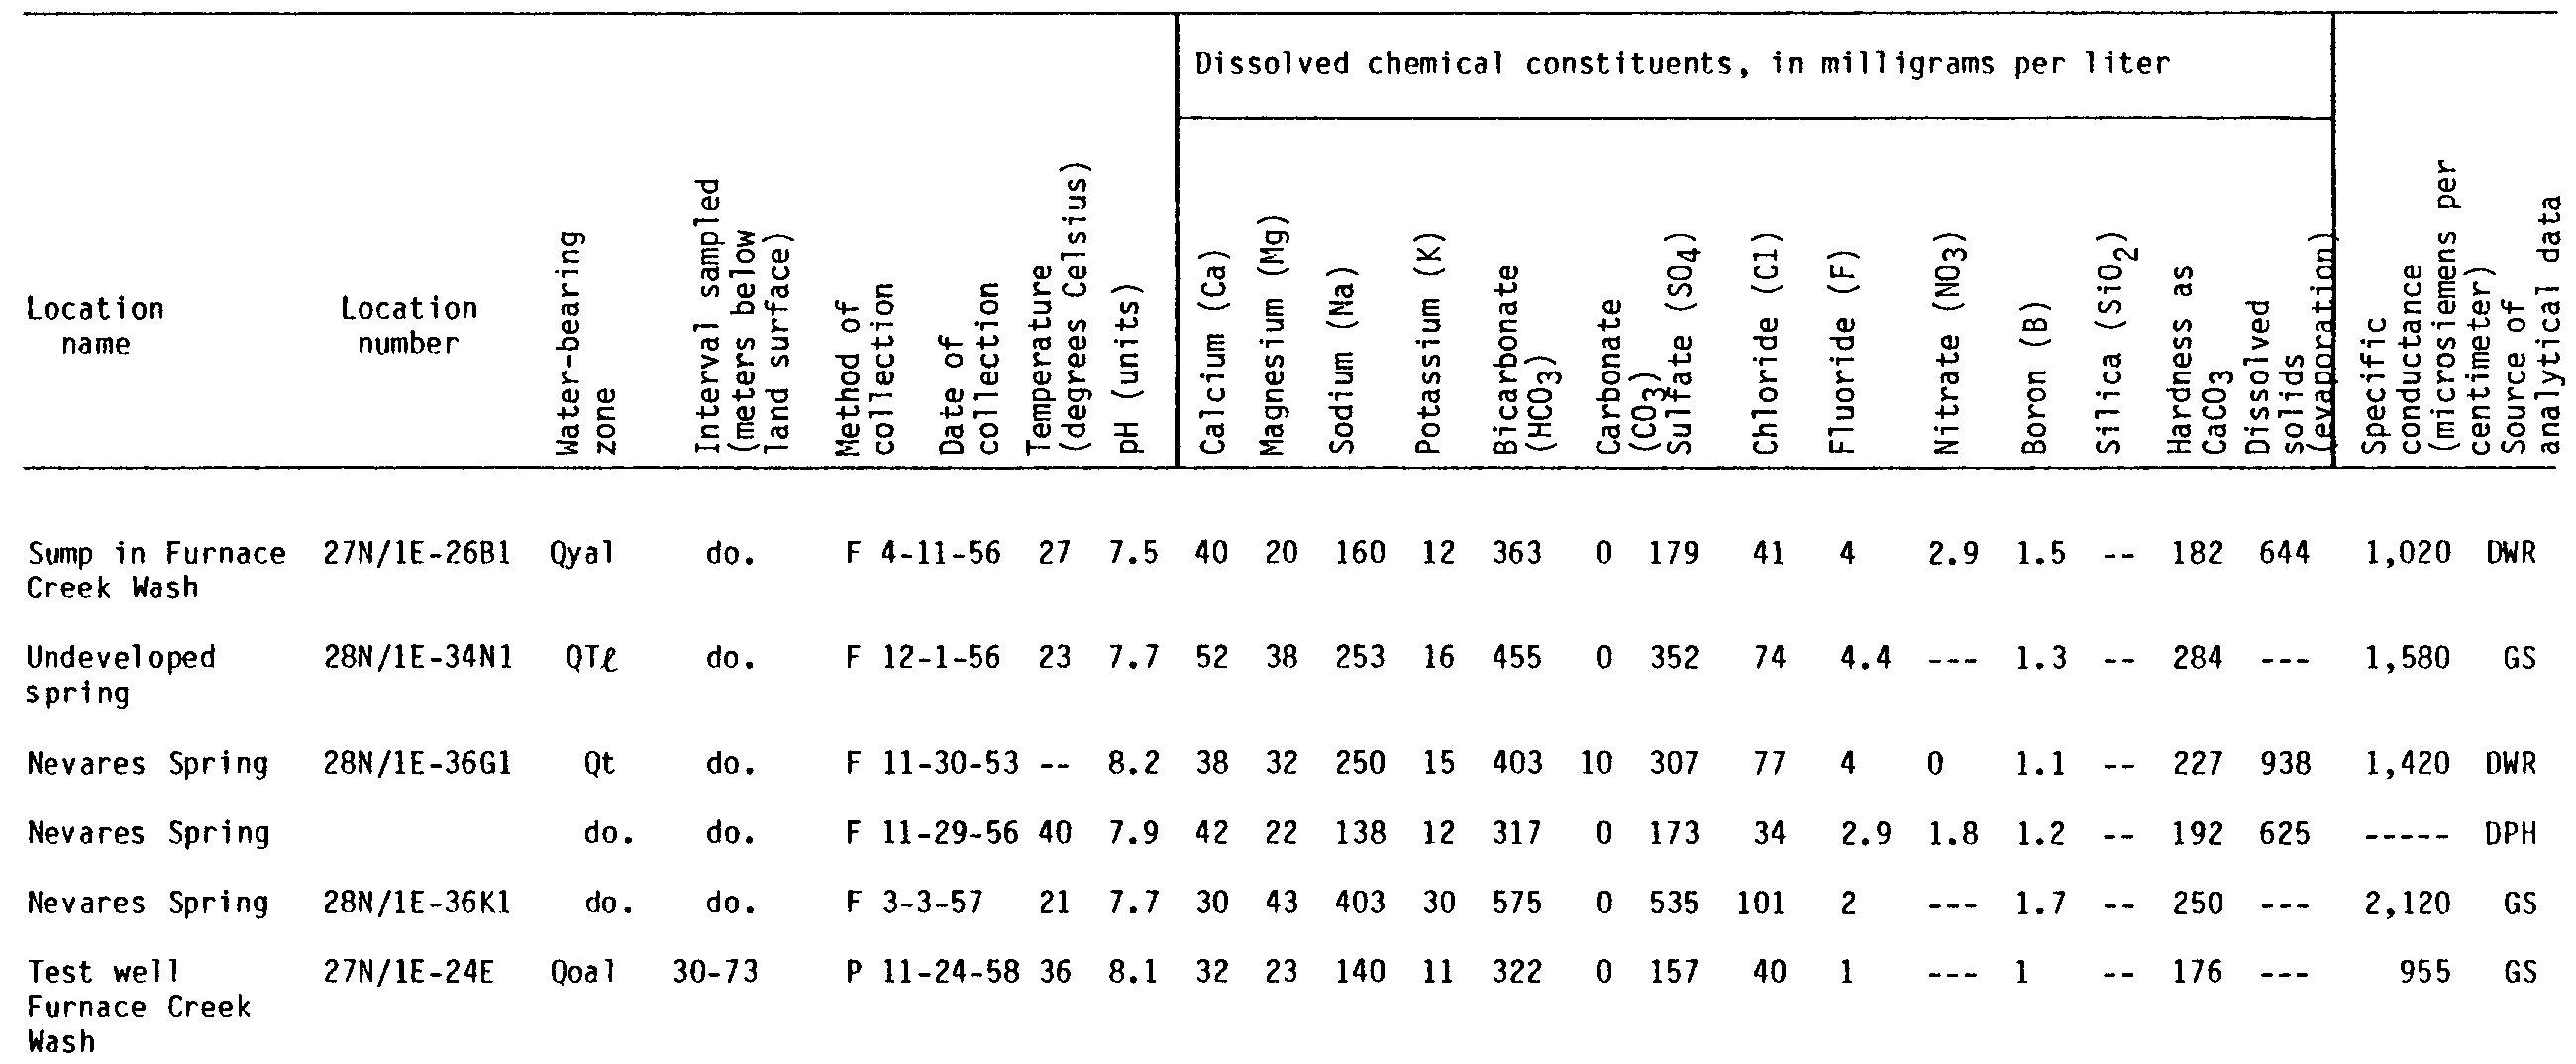 Dissolved chemical constituents, in milligrams per liter
Location
name
Location
number
Water-bearing
zone
Interval sampled
(meters below
land surface)
Method of
collection
Date of
collection
Temperature
(degrees Celsius)
pH (units)
Calcium (Ca)
Magnesium (Mg)
Sodium (Na)
Potassium (K)
Bicarbonate
(HCO3)
Carbonate
(CO3)
Sulfate (SO4)
Chloride (Cl)
Fluoride (F)
Nitrate (NO3)
Boron (B)
Silica (SiO2)
Hardness as
CaCO3
Dissolved
solids
(evaporation)
Specific
conductance
(microsiemens per
centimeter)
Source of
analytical data
Sump in Furnace 27N/1E-26B1 Qyal do. F 4-11-56 27 7.5 40 20 160 12 363 0 179 41 4 2.9 1.5 -- 182 644 1,020 DWR
Creek Wash
Undeveloped 28N/1E-34N1 QTℓ do. F 12-1-56 23 7.7 52 38 253 16 455 0 352 74 4.4 --- 1.3 -- 284 --- 1,580 GS
spring
Nevares Spring 28N/1E-36G1 Qt do. F 11-30-53 -- 8.2 38 32 250 15 403 10 307 77 4 0 1.1 -- 227 938 1,420 DWR
Nevares Spring do. do. F 11-29-56 40 7.9 42 22 138 12 317 0 173 34 2.9 1.8 1.2 -- 192 625 ----- DPH
Nevares Spring 28N/1E-36K1 do. do. F 3-3-57 21 7.7 30 43 403 30 575 0 535 101 2 --- 1.7 -- 250 --- 2,120 GS
Test well 27N/1E-24E Qoal 30-73 P 11-24-58 36 8.1 32 23 140 11 322 0 157 40 1 --- 1 -- 176 --- 955 GS
Furnace Creek
Wash